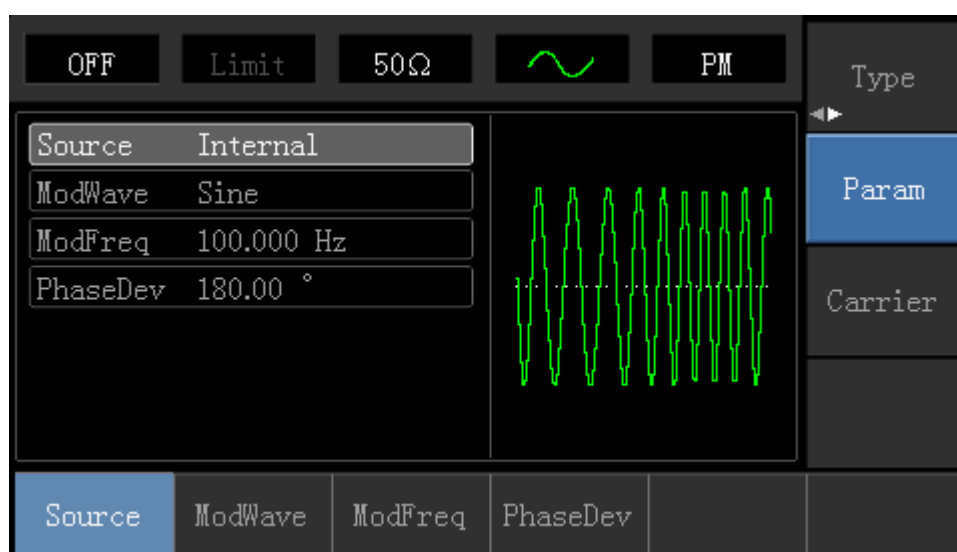 OFF Limit 50Ω PM
Type
Source Internal
ModWave Sine
ModFreq 100.000 Hz
PhaseDev 180.00 °
Param
Carrier
Source ModWave ModFreq PhaseDev